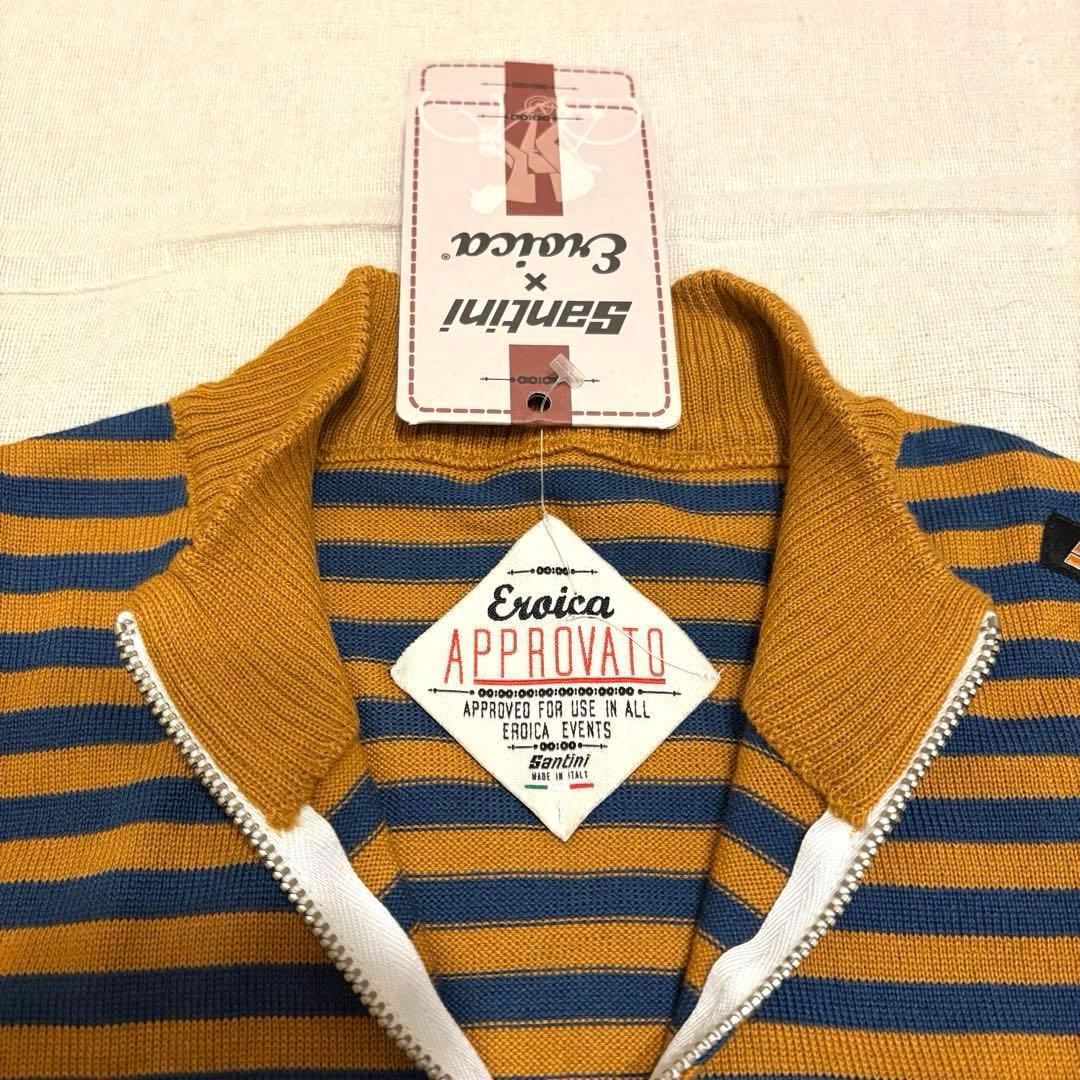 Santini
×
Eroica®
Eroica
APPROVATO
APPROVED FOR USE IN ALL
EROICA EVENTS
Santini
MADE IN ITALY